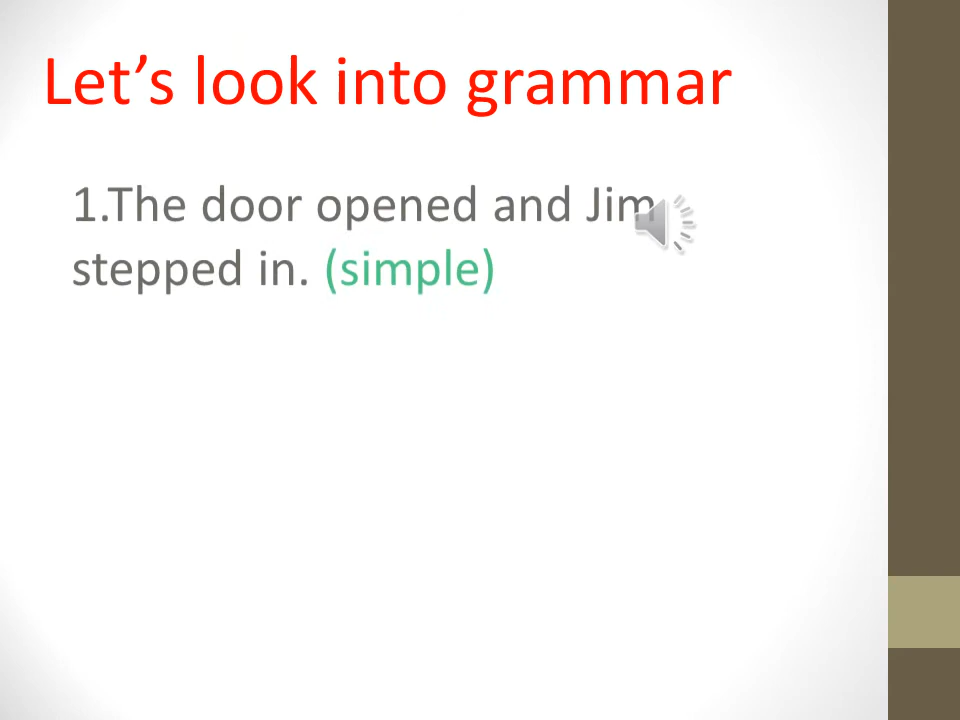 Let's look into grammar
1.The door opened and Jim
stepped in. (simple)